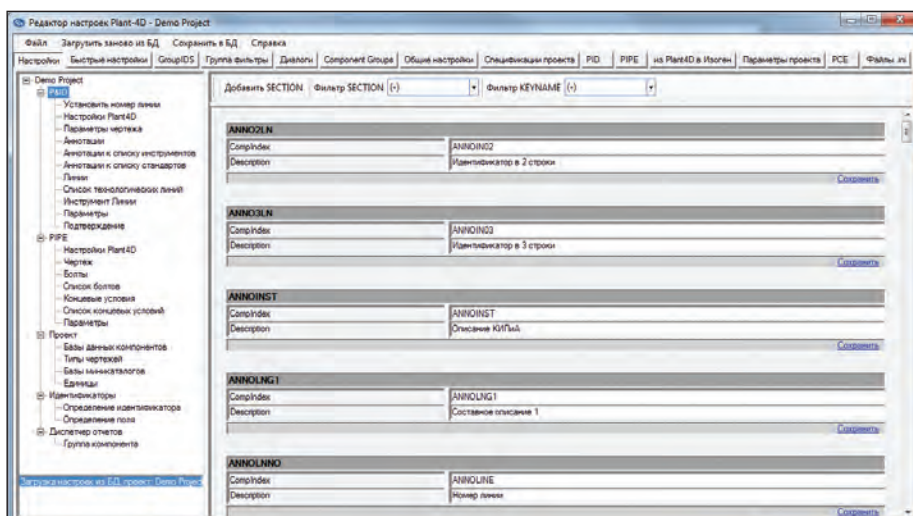 Редактор настроек Plant-4D - Demo Project
Файл Загрузить заново из БД Сохранить в БД Справка
Настройки Быстрые настройки GroupIDS Группа фильтры Диалоги Component Groups Общие настройки Спецификации проекта PID PIPE из Plant4D в Изоген Параметры проекта PCE Файлы .ini
Demo Project
P&ID
Установить номер линии
Настройки Plant4D
Параметры чертежа
Аннотации
Аннотации к списку инструментов
Аннотации к списку стандартов
Линии
Список технологических линий
Инструмент Линии
Параметры
Подтверждение
PIPE
Настройки Plant4D
Чертеж
Болты
Список болтов
Концевые условия
Список концевых условий
Параметры
Проект
Базы данных компонентов
Типы чертежей
Базы миникаталогов
Единицы
Идентификаторы
Определение идентификатора
Определение поля
Диспетчер отчетов
Группа компонента
Загрузка настроек из БД, проект: Demo Project
Добавить SECTION Фильтр SECTION (-) Фильтр KEYNAME (-)
ANNO2LN
CompIndex ANNOIN02
Description Идентификатор в 2 строки
Сохранить
ANNO3LN
CompIndex ANNOIN03
Description Идентификатор в 3 строки
Сохранить
ANNOINST
CompIndex ANNOINST
Description Описание КИПиА
Сохранить
ANNOLNG1
CompIndex ANNOLNG1
Description Составное описание 1
Сохранить
ANNOLNNO
CompIndex ANNOLINE
Description Номер линии
Сохранить